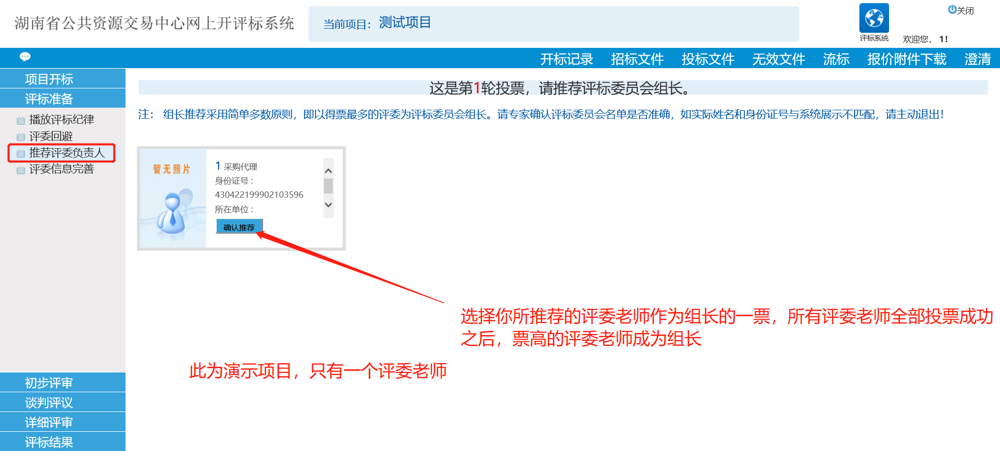 湖南省公共资源交易中心网上开评标系统
当前项目：测试项目
评标系统
欢迎您， 1！
关闭
开标记录 招标文件 投标文件 无效文件 流标 报价附件下载 澄清
项目开标
评标准备
播放评标纪律
评委回避
推荐评委负责人
评委信息完善
初步评审
谈判评议
详细评审
评标结果
这是第1轮投票，请推荐评标委员会组长。
注： 组长推荐采用简单多数原则，即以得票最多的评委为评标委员会组长。请专家确认评标委员会名单是否准确，如实际姓名和身份证号与系统展示不匹配，请主动退出！
暂无照片
1 采购代理
身份证号：
430422199902103596
所在单位：
确认推荐
选择你所推荐的评委老师作为组长的一票，所有评委老师全部投票成功
之后，票高的评委老师成为组长
此为演示项目，只有一个评委老师